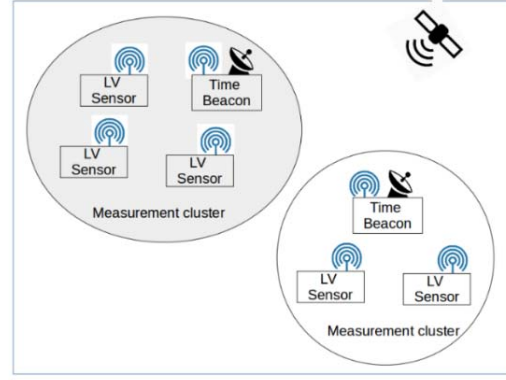 LV
Sensor
Time
Beacon
LV
Sensor
LV
Sensor
Measurement cluster
Time
Beacon
LV
Sensor
LV
Sensor
Measurement cluster